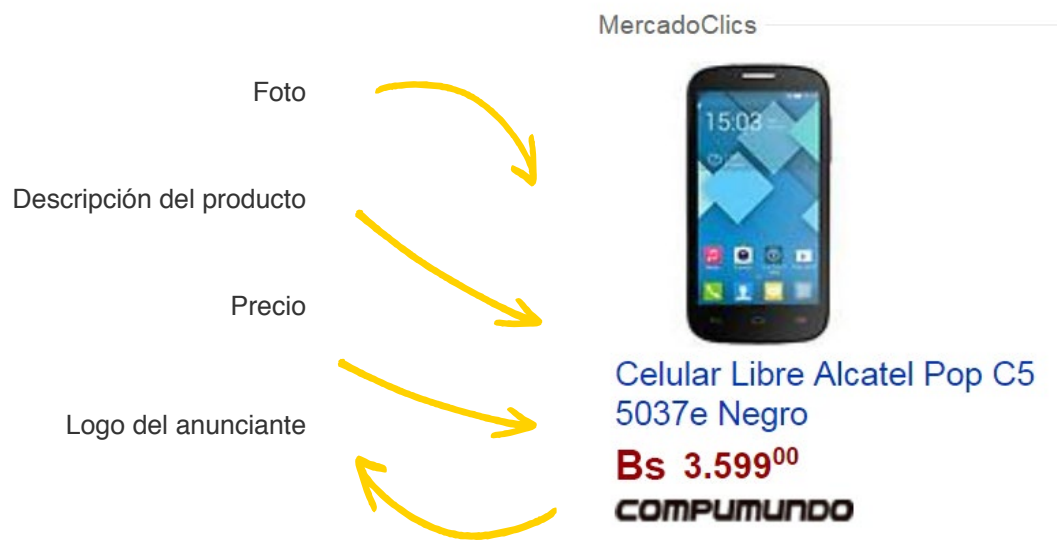 MercadoClics
Foto
15:03
Descripción del producto
Precio
Celular Libre Alcatel Pop C5
5037e Negro
Logo del anunciante
Bs 3.599⁰⁰
COMPUMUNDO